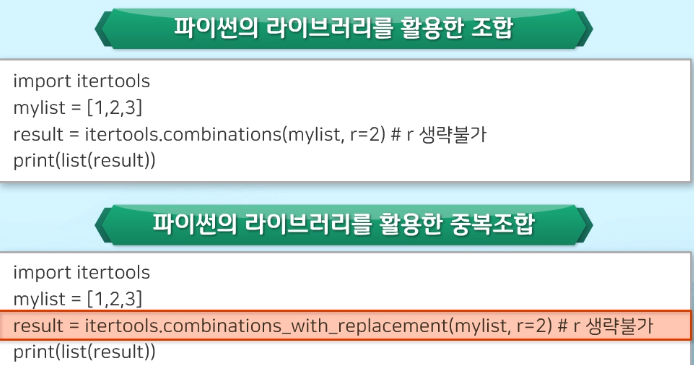 파이썬의 라이브러리를 활용한 조합
import itertools
mylist = [1,2,3]
result = itertools.combinations(mylist, r=2) # r 생략불가
print(list(result))
파이썬의 라이브러리를 활용한 중복조합
import itertools
mylist = [1,2,3]
result = itertools.combinations_with_replacement(mylist, r=2) # r 생략불가
print(list(result))